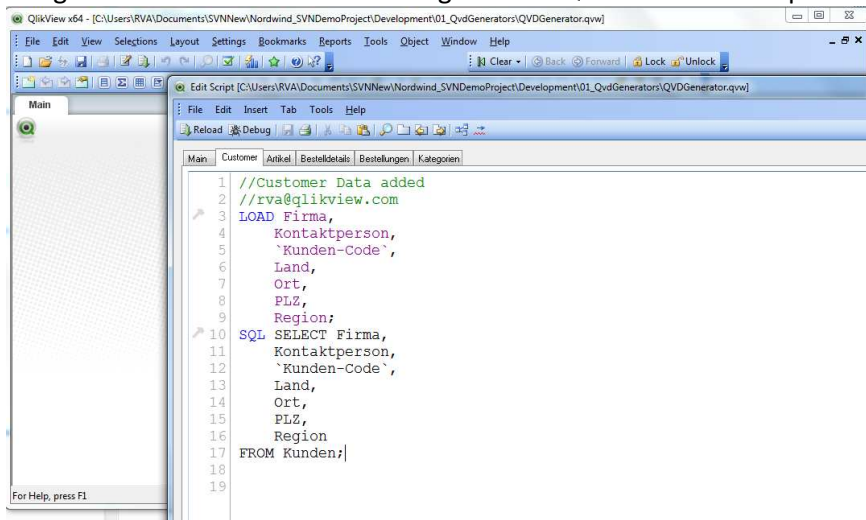 QlikView x64 - [C:\Users\RVA\Documents\SVNNew\Nordwind_SVNDemoProject\Development\01_QvdGenerators\QVDGenerator.qvw]
File Edit View Selections Layout Settings Bookmarks Reports Tools Object Window Help
Clear Back Forward Lock Unlock
Main
Edit Script [C:\Users\RVA\Documents\SVNNew\Nordwind_SVNDemoProject\Development\01_QvdGenerators\QVDGenerator.qvw]
File Edit Insert Tab Tools Help
Reload Debug
Main Customer Artikel Bestelldetails Bestellungen Kategorien
1 //Customer Data added
2 //rva@qlikview.com
3 LOAD Firma,
4 Kontaktperson,
5 `Kunden-Code`,
6 Land,
7 Ort,
8 PLZ,
9 Region;
10 SQL SELECT Firma,
11 Kontaktperson,
12 `Kunden-Code`,
13 Land,
14 Ort,
15 PLZ,
16 Region
17 FROM Kunden;
18
19
For Help, press F1